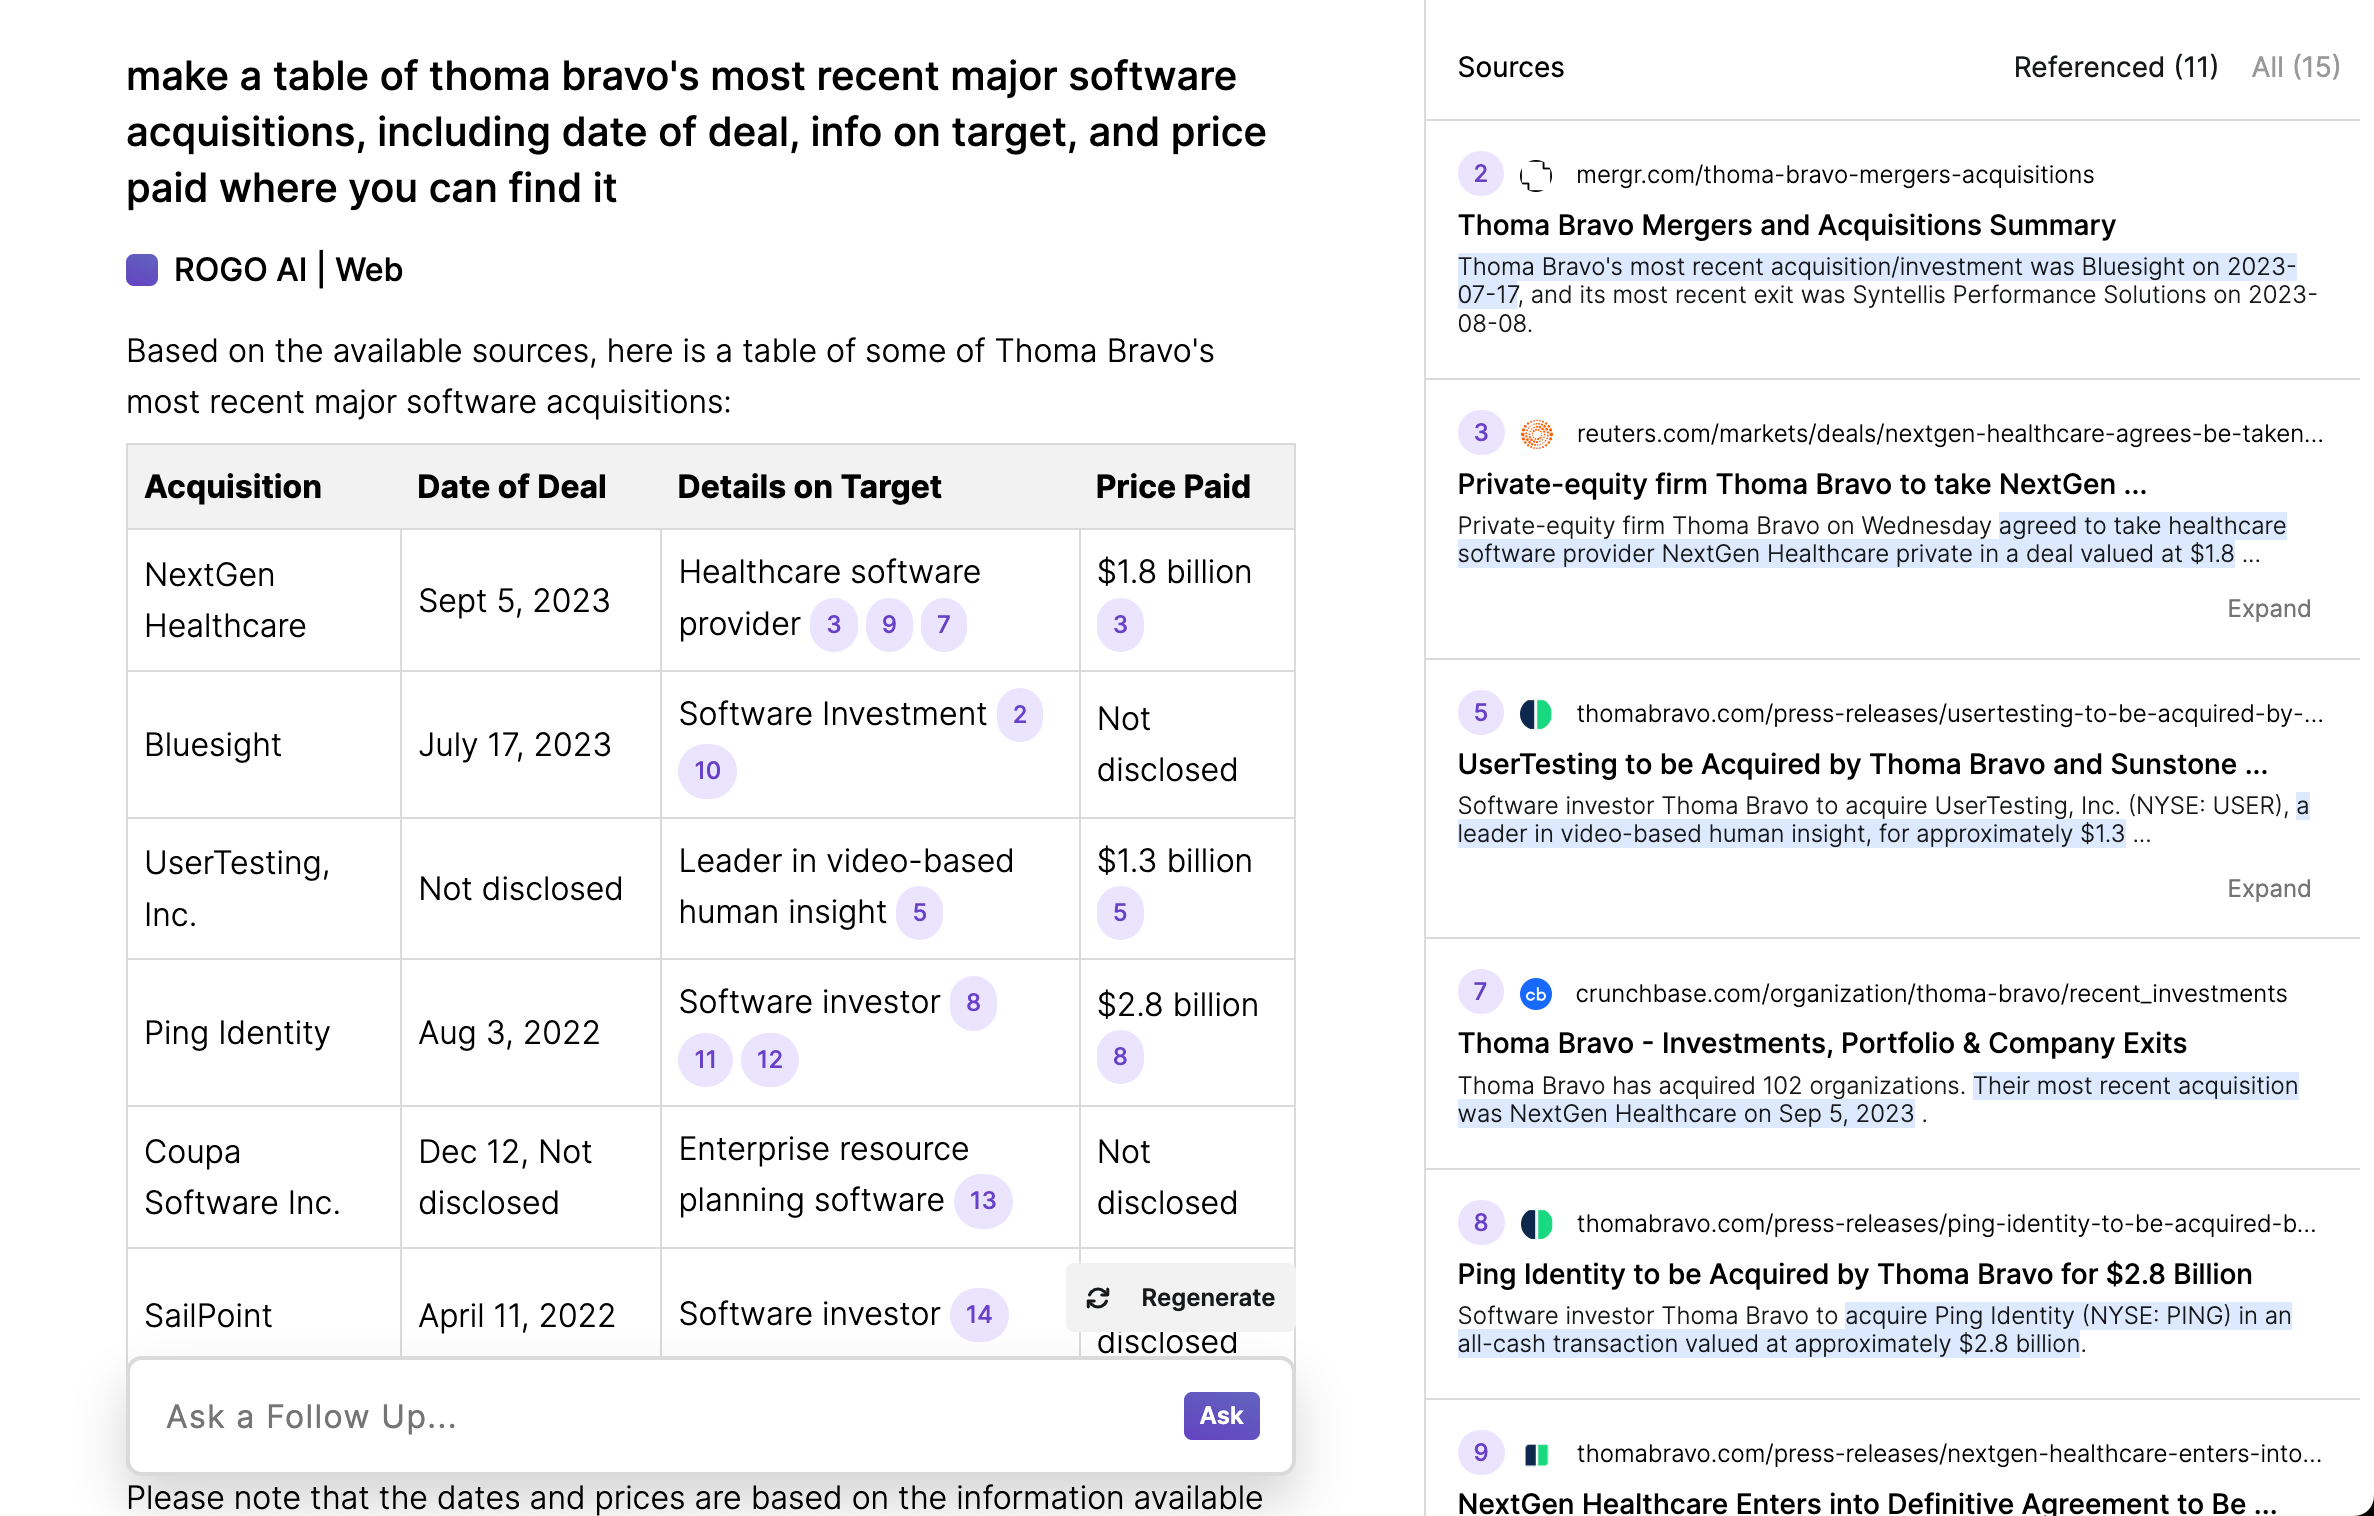 make a table of thoma bravo's most recent major software
acquisitions, including date of deal, info on target, and price
paid where you can find it
ROGO AI | Web
Based on the available sources, here is a table of some of Thoma Bravo's
most recent major software acquisitions:
Acquisition Date of Deal Details on Target Price Paid
NextGen
Healthcare
Sept 5, 2023
Healthcare software
provider 3 9 7
$1.8 billion
3
Bluesight
July 17, 2023
Software Investment 2
10
Not
disclosed
UserTesting,
Inc.
Not disclosed
Leader in video-based
human insight 5
$1.3 billion
5
Ping Identity
Aug 3, 2022
Software investor 8
11 12
$2.8 billion
8
Coupa
Software Inc.
Dec 12, Not
disclosed
Enterprise resource
planning software 13
Not
disclosed
SailPoint
April 11, 2022
Software investor 14
disclosed
Regenerate
Ask a Follow Up...
Ask
Please note that the dates and prices are based on the information available
Sources
Referenced (11) All (15)
2 mergr.com/thoma-bravo-mergers-acquisitions
Thoma Bravo Mergers and Acquisitions Summary
Thoma Bravo's most recent acquisition/investment was Bluesight on 2023-
07-17, and its most recent exit was Syntellis Performance Solutions on 2023-
08-08.
3 reuters.com/markets/deals/nextgen-healthcare-agrees-be-taken...
Private-equity firm Thoma Bravo to take NextGen ...
Private-equity firm Thoma Bravo on Wednesday agreed to take healthcare
software provider NextGen Healthcare private in a deal valued at $1.8 ...
Expand
5 thomabravo.com/press-releases/usertesting-to-be-acquired-by-...
UserTesting to be Acquired by Thoma Bravo and Sunstone ...
Software investor Thoma Bravo to acquire UserTesting, Inc. (NYSE: USER), a
leader in video-based human insight, for approximately $1.3 ...
Expand
7 cb crunchbase.com/organization/thoma-bravo/recent_investments
Thoma Bravo - Investments, Portfolio & Company Exits
Thoma Bravo has acquired 102 organizations. Their most recent acquisition
was NextGen Healthcare on Sep 5, 2023 .
8 thomabravo.com/press-releases/ping-identity-to-be-acquired-b...
Ping Identity to be Acquired by Thoma Bravo for $2.8 Billion
Software investor Thoma Bravo to acquire Ping Identity (NYSE: PING) in an
all-cash transaction valued at approximately $2.8 billion.
9 thomabravo.com/press-releases/nextgen-healthcare-enters-into...
NextGen Healthcare Enters into Definitive Agreement to Be ...